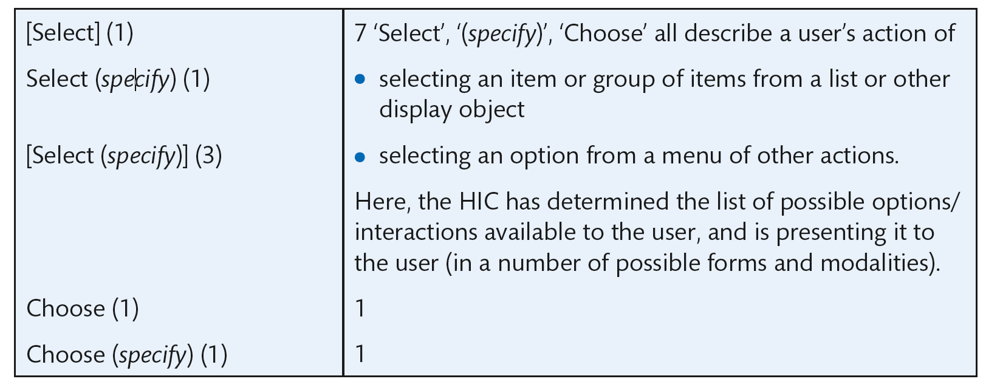 [Select] (1)
7 ‘Select’, ‘(specify)’, ‘Choose’ all describe a user’s action of
Select (specify) (1)
• selecting an item or group of items from a list or other
display object
[Select (specify)] (3)
• selecting an option from a menu of other actions.
Here, the HIC has determined the list of possible options/
interactions available to the user, and is presenting it to
the user (in a number of possible forms and modalities).
Choose (1)
1
Choose (specify) (1)
1